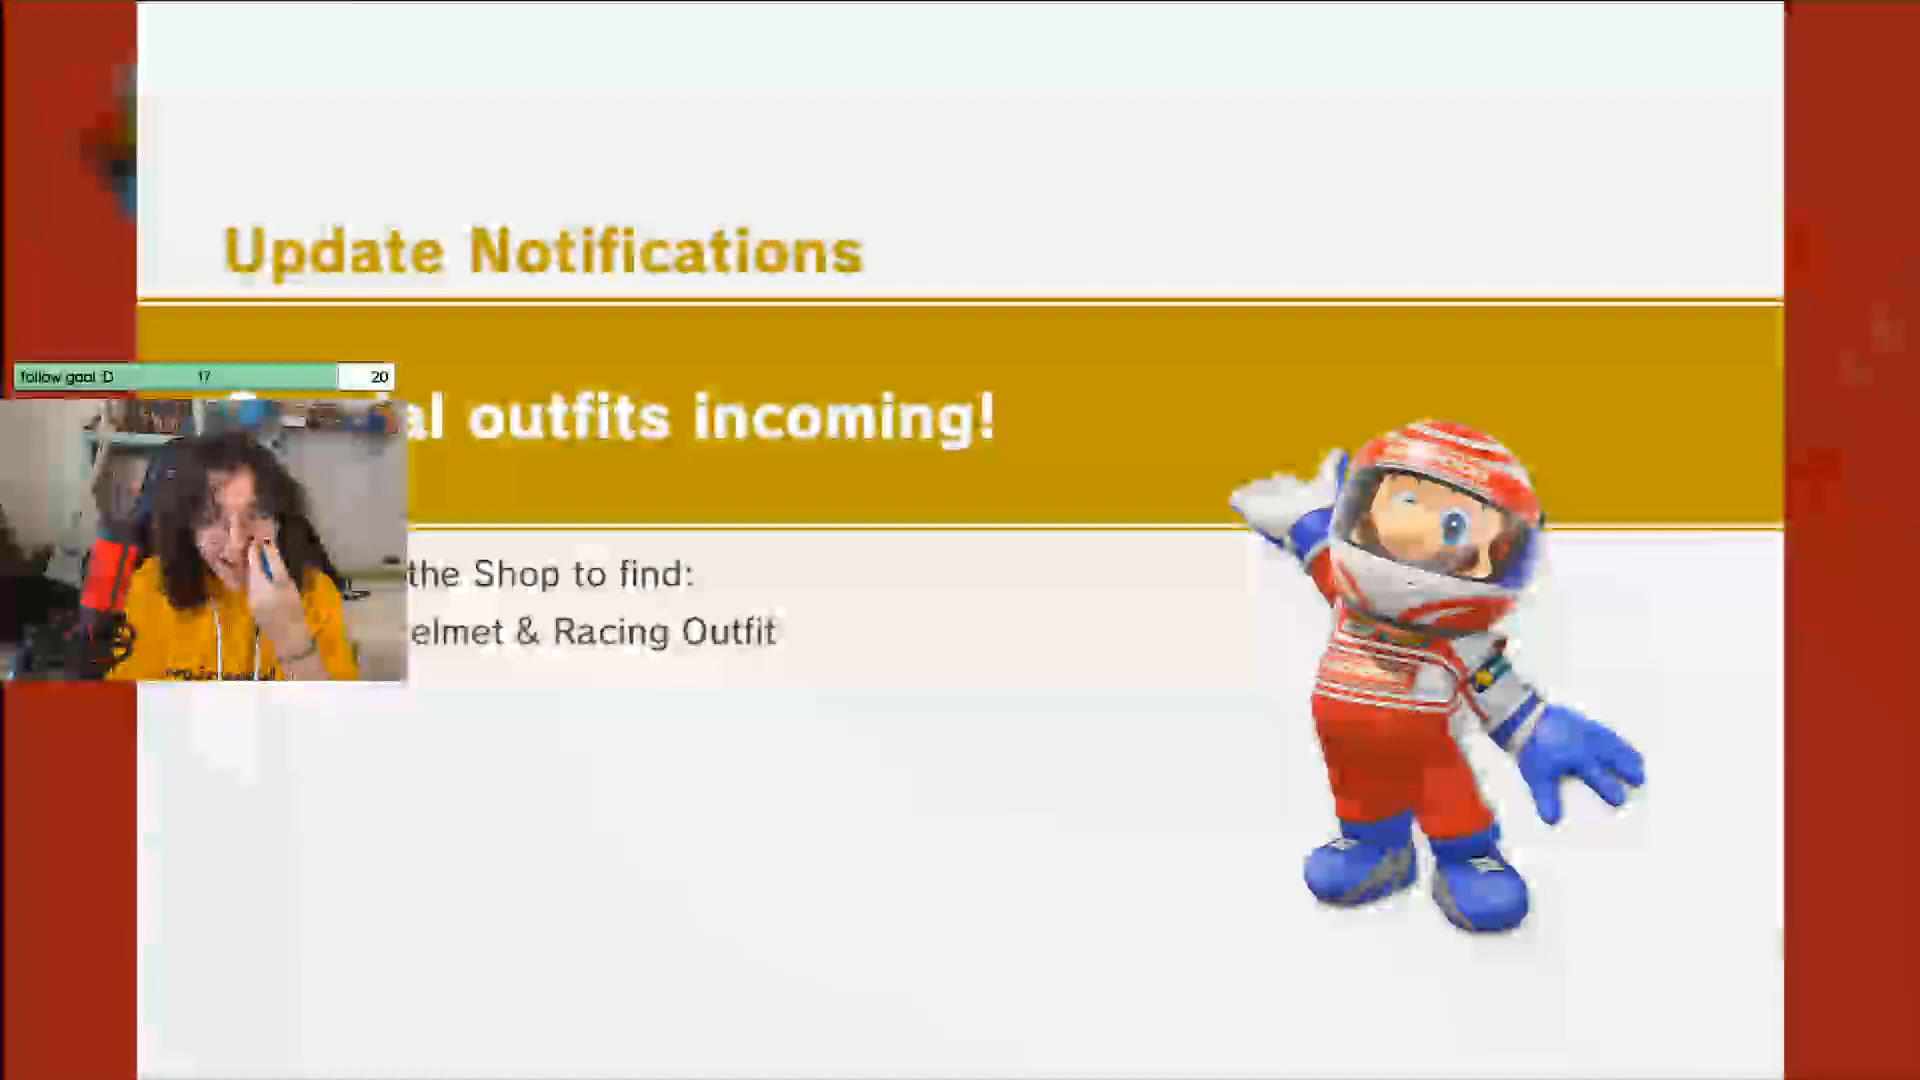 Update Notifications
follow goal :D 17 20
al outfits incoming!
the Shop to find:
elmet & Racing Outfit